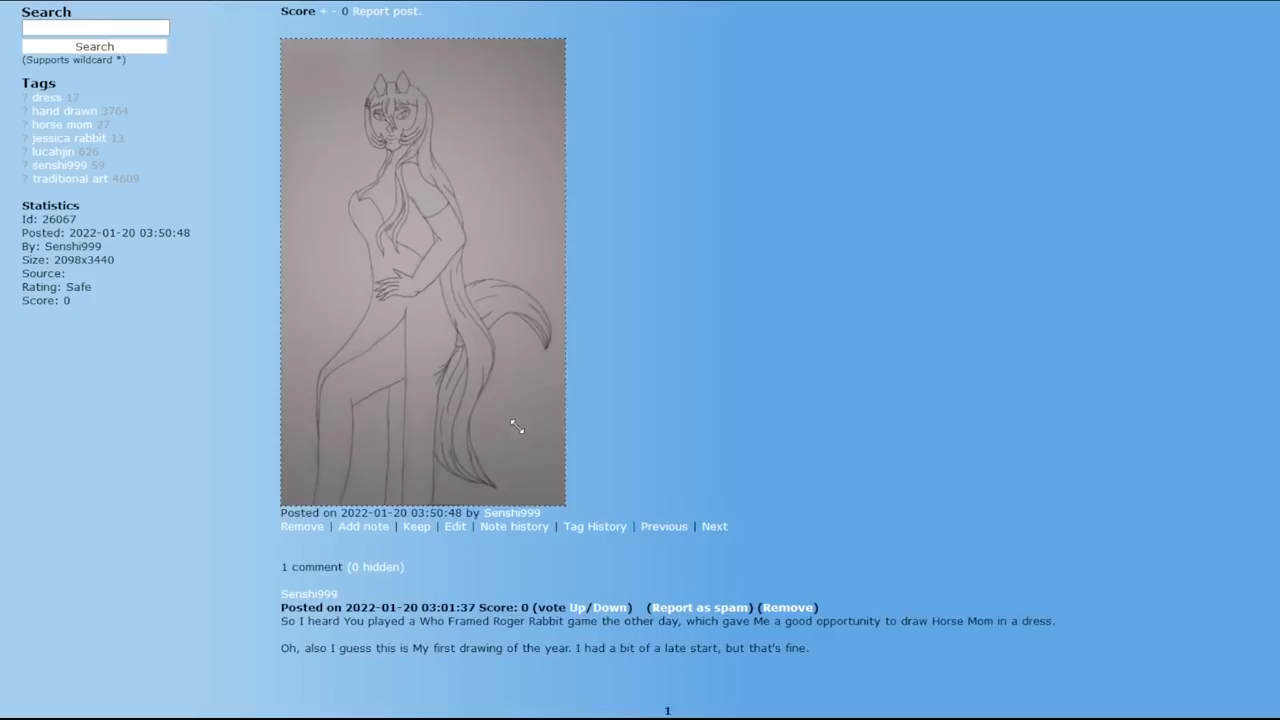 Search
Search
(Supports wildcard *)
Tags
? dress 17
? hand drawn 3764
? horse mom 27
? jessica rabbit 13
? lucahjin 626
? senshi999 59
? traditional art 4609
Statistics
Id: 26067
Posted: 2022-01-20 03:50:48
By: Senshi999
Size: 2098x3440
Source:
Rating: Safe
Score: 0
Score + - 0 Report post.
Posted on 2022-01-20 03:50:48 by Senshi999
Remove | Add note | Keep | Edit | Note history | Tag History | Previous | Next
1 comment (0 hidden)
Senshi999
Posted on 2022-01-20 03:01:37 Score: 0 (vote Up/Down) (Report as spam) (Remove)
So I heard You played a Who Framed Roger Rabbit game the other day, which gave Me a good opportunity to draw Horse Mom in a dress.
Oh, also I guess this is My first drawing of the year. I had a bit of a late start, but that's fine.
1